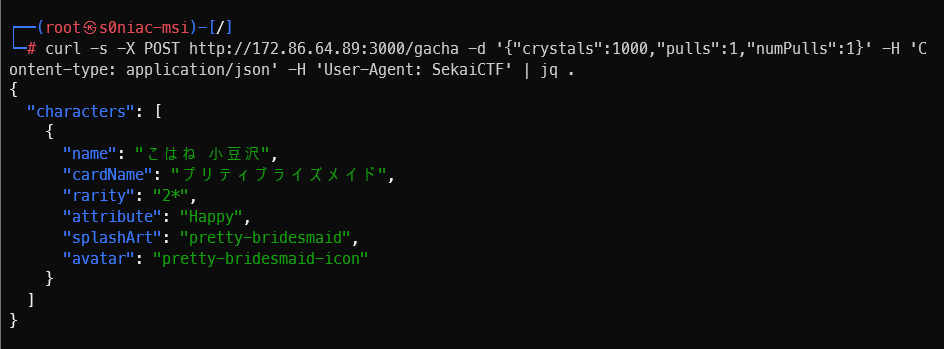 ┌──(root㉿s0niac-msi)-[/]
└─# curl -s -X POST http://172.86.64.89:3000/gacha -d '{"crystals":1000,"pulls":1,"numPulls":1}' -H 'C
ontent-type: application/json' -H 'User-Agent: SekaiCTF' | jq .
{
  "characters": [
    {
      "name": "こはね 小豆沢",
      "cardName": "プリティブライズメイド",
      "rarity": "2*",
      "attribute": "Happy",
      "splashArt": "pretty-bridesmaid",
      "avatar": "pretty-bridesmaid-icon"
    }
  ]
}